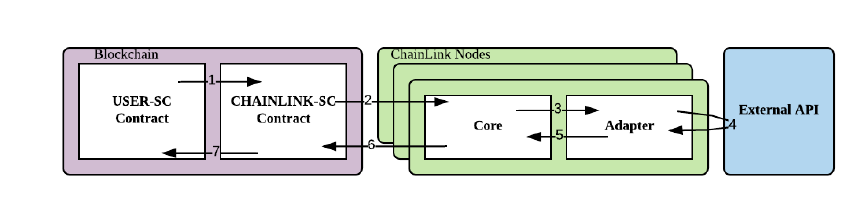 Blockchain
ChainLink Nodes
1
USER-SC
Contract
CHAINLINK-SC
Contract
2
3
Core
Adapter
External API
4
5
6
7